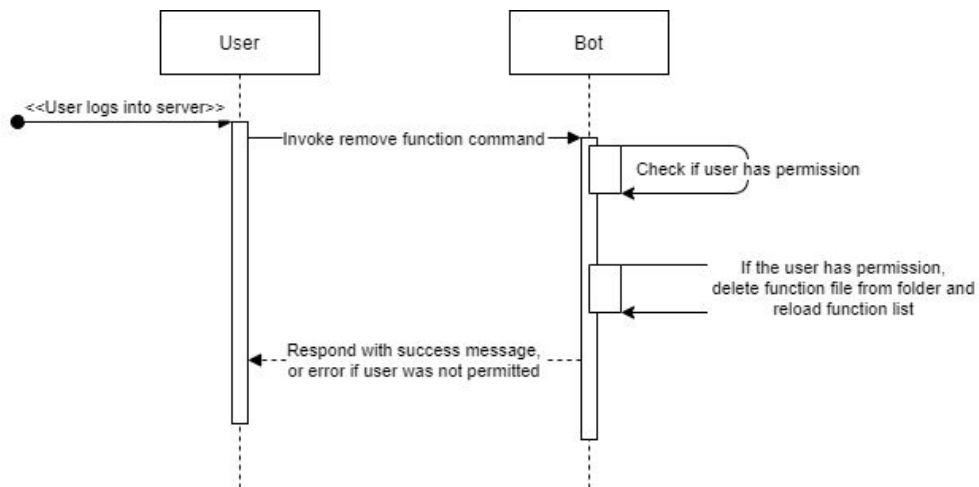 User
Bot
<<User logs into server>>
Invoke remove function command
Check if user has permission
If the user has permission,
delete function file from folder and
reload function list
Respond with success message,
or error if user was not permitted